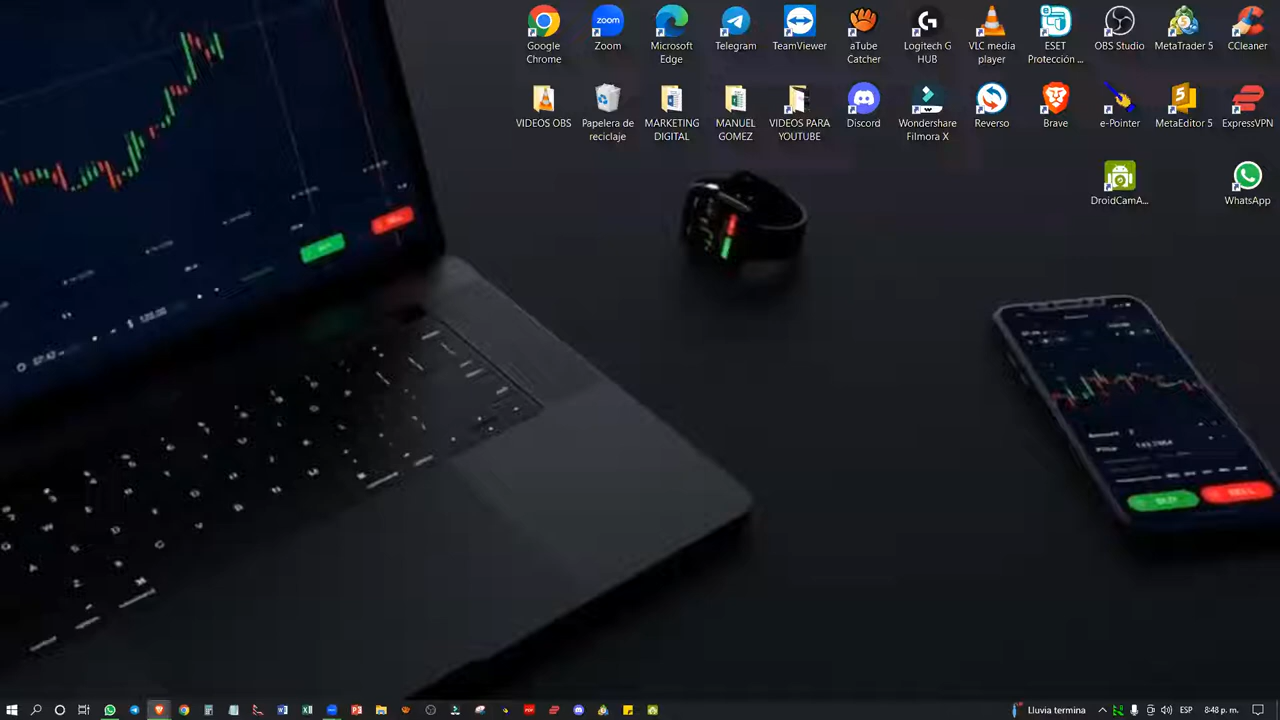 Google Chrome
Zoom
Microsoft Edge
Telegram
TeamViewer
aTube Catcher
Logitech G HUB
VLC media player
ESET Protección ...
OBS Studio
MetaTrader 5
CCleaner
VIDEOS OBS
Papelera de reciclaje
MARKETING DIGITAL
MANUEL GOMEZ
VIDEOS PARA YOUTUBE
Discord
Wondershare Filmora X
Reverso
Brave
e-Pointer
MetaEditor 5
ExpressVPN
DroidCamA...
WhatsApp
SELL
Lluvia termina
ESP
8:48 p. m.